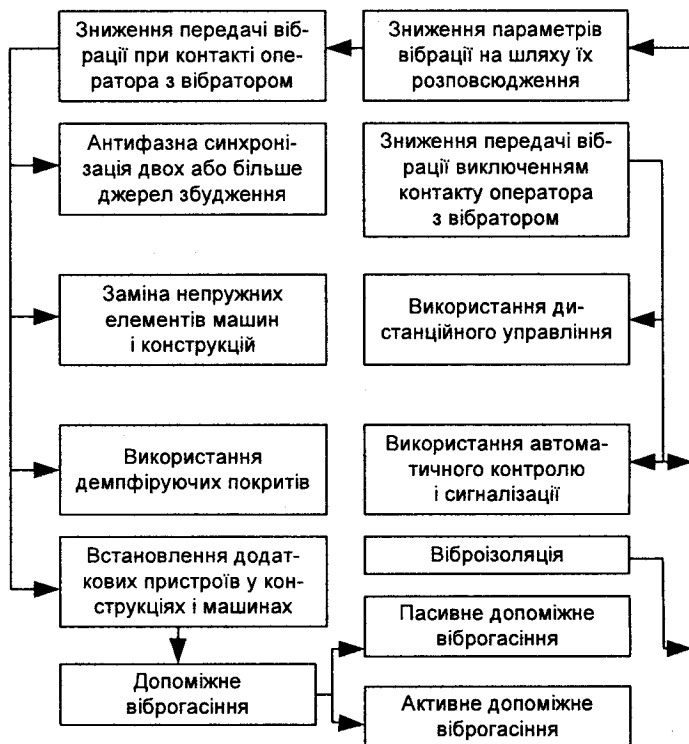 Зниження передачі віб-
рації при контакті опе-
ратора з вібратором
Зниження параметрів
вібрації на шляху їх
розповсюдження
Антифазна синхроні-
зація двох або більше
джерел збудження
Зниження передачі віб-
рації виключенням
контакту оператора
з вібратором
Заміна непружних
елементів машин
і конструкцій
Використання ди-
станційного управління
Використання
демпфіруючих покритів
Використання автома-
тичного контролю
і сигналізації
Встановлення додат-
кових пристроїв у кон-
струкціях і машинах
Віброізоляція
Пасивне допоміжне
віброгасіння
Допоміжне
віброгасіння
Активне допоміжне
віброгасіння